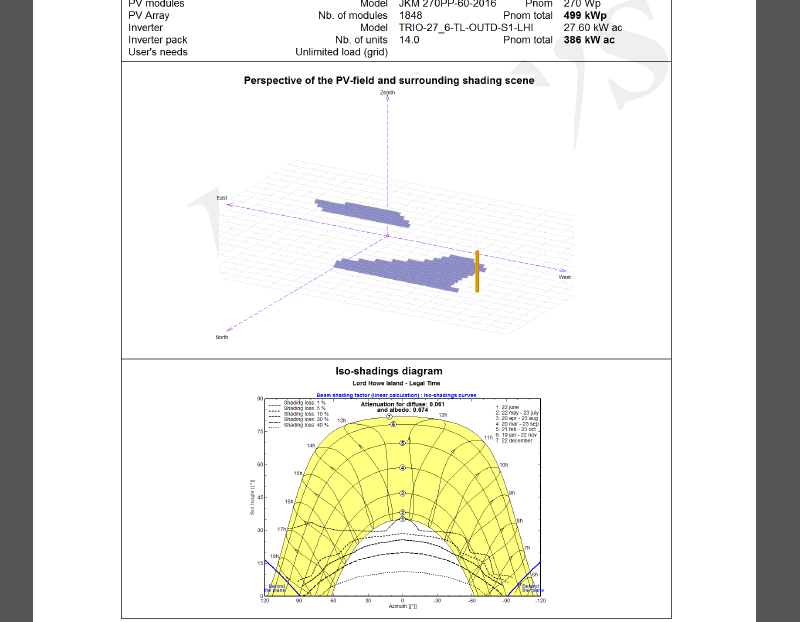 PV modules Model JKM 270PP-60-2016 Pnom 270 Wp
PV Array Nb. of modules 1848 Pnom total 499 kWp
Inverter Model TRIO-27_6-TL-OUTD-S1-LHI 27.60 kW ac
Inverter pack Nb. of units 14.0 Pnom total 386 kW ac
User's needs Unlimited load (grid)
Perspective of the PV-field and surrounding shading scene
Zenith
East
West
North
Iso-shadings diagram
Lord Howe Island - Legal Time
Beam shading factor (linear calculation) : Iso-shadings curves
Attenuation for diffuse: 0.061
and albedo: 0.674
Shading loss: 1 %
Shading loss: 5 %
Shading loss: 10 %
Shading loss: 20 %
Shading loss: 40 %
1: 22 june
2: 22 may - 23 july
3: 20 apr - 23 aug
4: 20 mar - 23 sep
5: 21 feb - 23 oct
6: 19 jan - 22 nov
7: 22 december
90
75
60
45
30
15
0
Sun height [[°]]
18h
17h
16h
15h
14h
13h
12h
11h
10h
9h
8h
7h
6h
7
6
5
4
3
2
1
Behind
the plane
Behind
the plane
120 90 60 30 0 -30 -60 -90 -120
Azimuth [[°]]